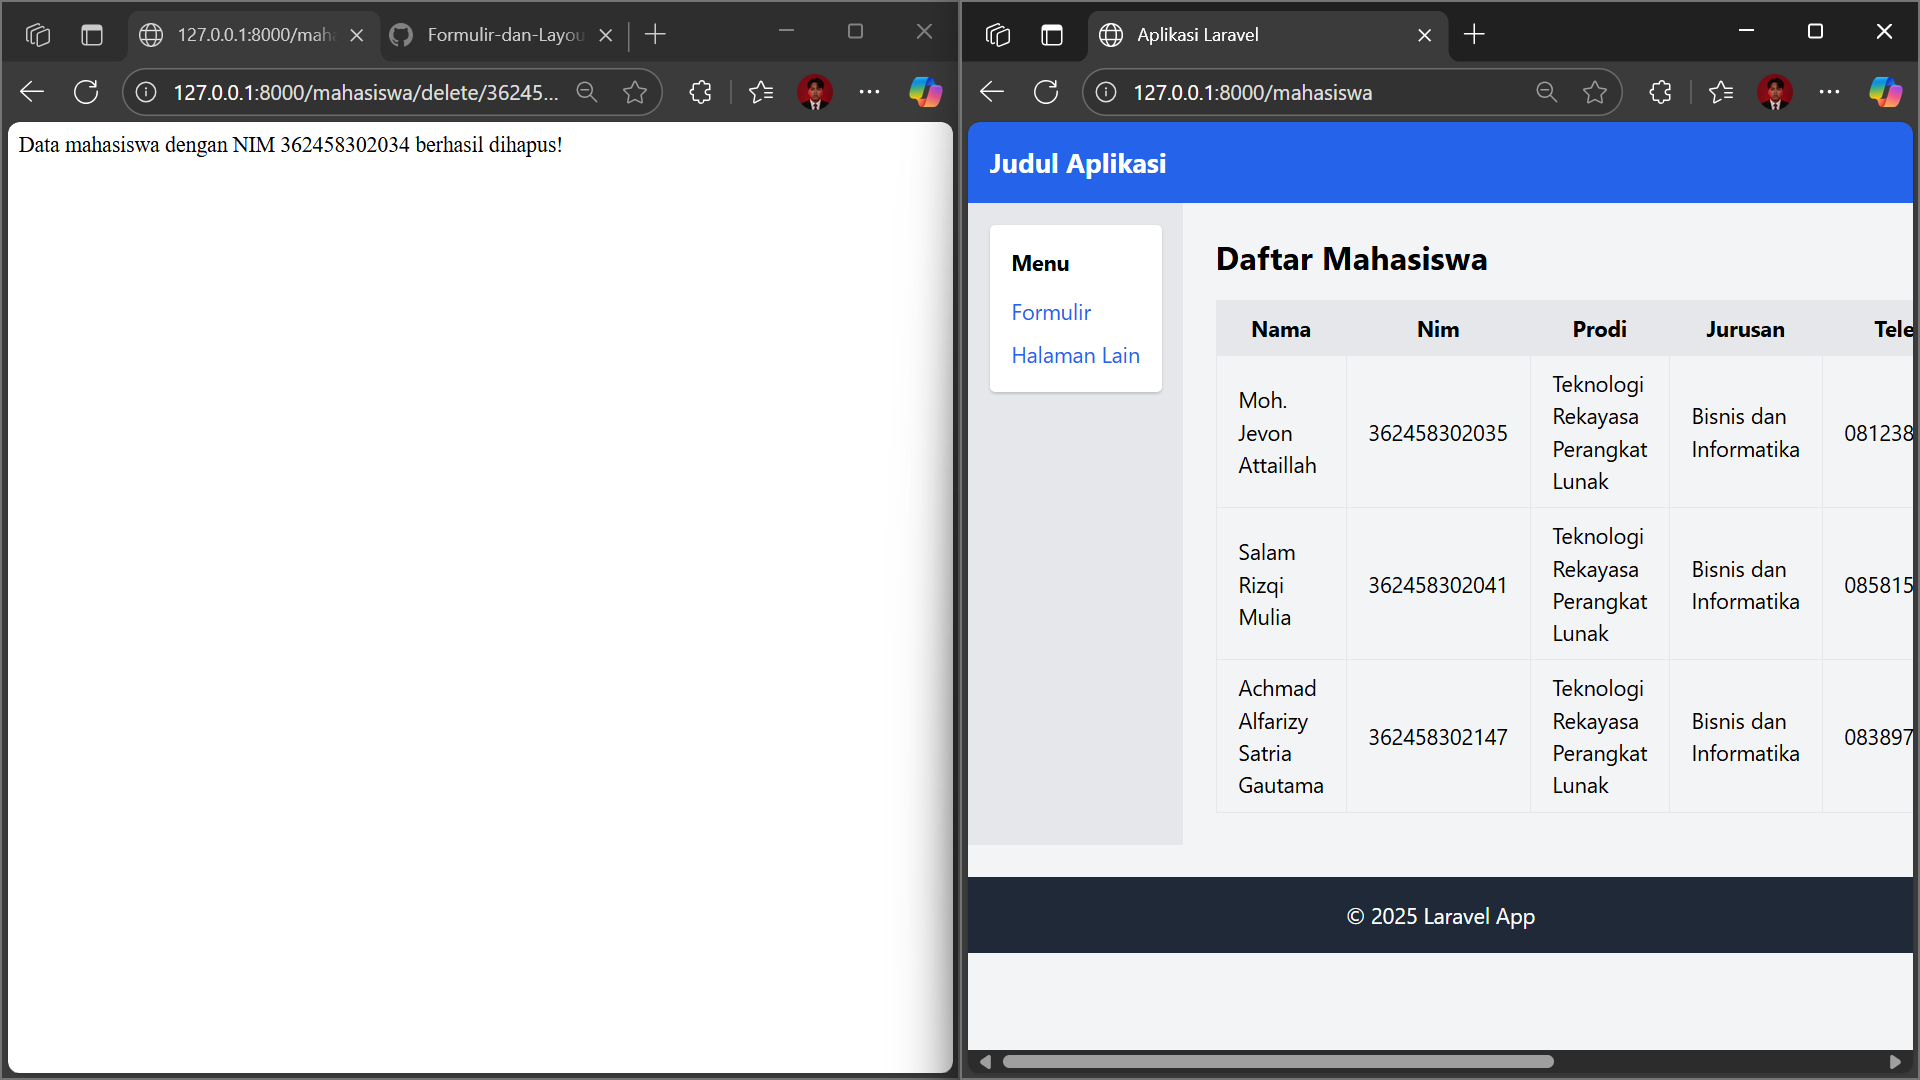 127.0.0.1:8000/maha
Formulir-dan-Layou
127.0.0.1:8000/mahasiswa/delete/36245...
Data mahasiswa dengan NIM 362458302034 berhasil dihapus!
Aplikasi Laravel
127.0.0.1:8000/mahasiswa
Judul Aplikasi
Menu
Formulir
Halaman Lain
Daftar Mahasiswa
Nama Nim Prodi Jurusan Tele
Moh.
Jevon
Attaillah
362458302035
Teknologi
Rekayasa
Perangkat
Lunak
Bisnis dan
Informatika
081238
Salam
Rizqi
Mulia
362458302041
Teknologi
Rekayasa
Perangkat
Lunak
Bisnis dan
Informatika
085815
Achmad
Alfarizy
Satria
Gautama
362458302147
Teknologi
Rekayasa
Perangkat
Lunak
Bisnis dan
Informatika
083897
© 2025 Laravel App